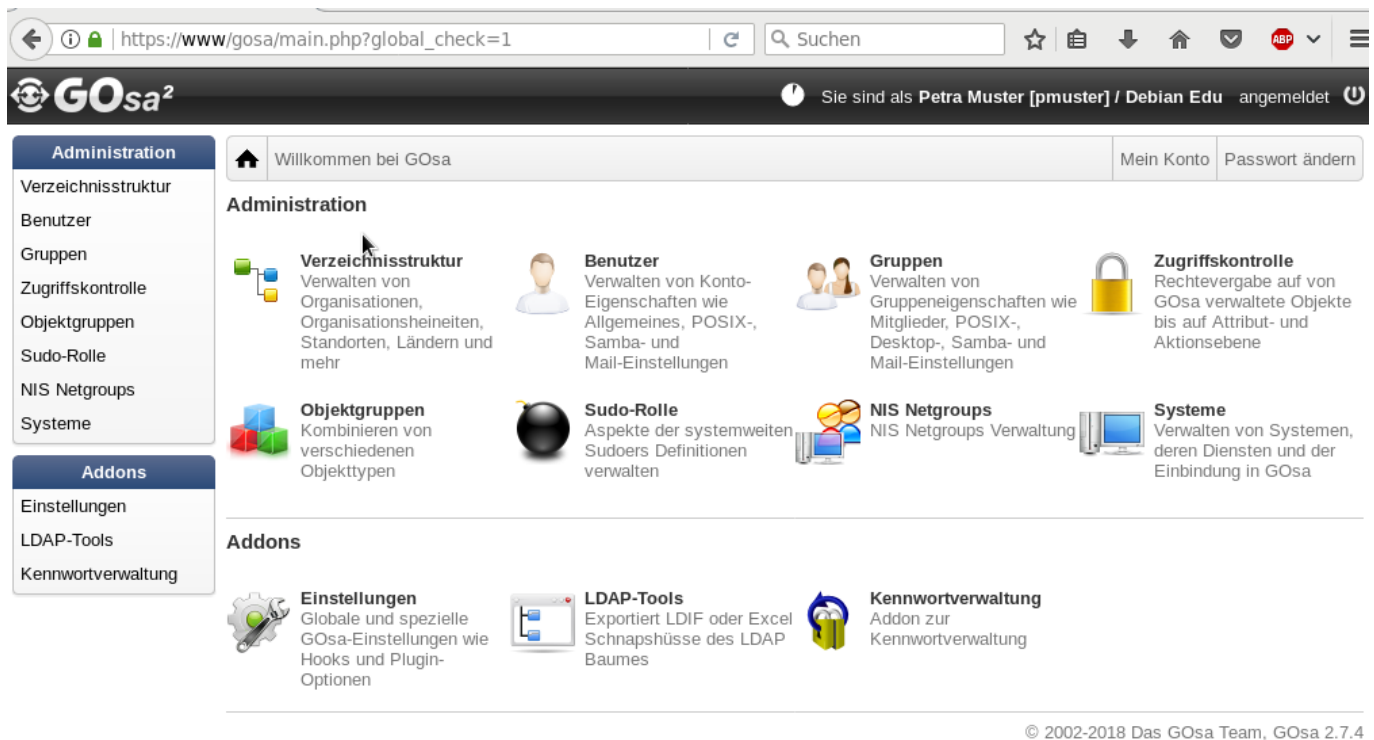 https://www/gosa/main.php?global_check=1
Suchen
ABP
GOsa²
Sie sind als Petra Muster [pmuster] / Debian Edu angemeldet
Administration
Verzeichnisstruktur
Benutzer
Gruppen
Zugriffskontrolle
Objektgruppen
Sudo-Rolle
NIS Netgroups
Systeme
Addons
Einstellungen
LDAP-Tools
Kennwortverwaltung
Willkommen bei GOsa
Mein Konto
Passwort ändern
Administration
Verzeichnisstruktur
Verwalten von
Organisationen,
Organisationsheineiten,
Standorten, Ländern und
mehr
Benutzer
Verwalten von Konto-
Eigenschaften wie
Allgemeines, POSIX-,
Samba- und
Mail-Einstellungen
Gruppen
Verwalten von
Gruppeneigenschaften wie
Mitglieder, POSIX-,
Desktop-, Samba- und
Mail-Einstellungen
Zugriffskontrolle
Rechtevergabe auf von
GOsa verwaltete Objekte
bis auf Attribut- und
Aktionsebene
Objektgruppen
Kombinieren von
verschiedenen
Objekttypen
Sudo-Rolle
Aspekte der systemweiten
Sudoers Definitionen
verwalten
NIS Netgroups
NIS Netgroups Verwaltung
Systeme
Verwalten von Systemen,
deren Diensten und der
Einbindung in GOsa
Addons
Einstellungen
Globale und spezielle
GOsa-Einstellungen wie
Hooks und Plugin-
Optionen
LDAP-Tools
Exportiert LDIF oder Excel
Schnapshüsse des LDAP
Baumes
Kennwortverwaltung
Addon zur
Kennwortverwaltung
© 2002-2018 Das GOsa Team, GOsa 2.7.4